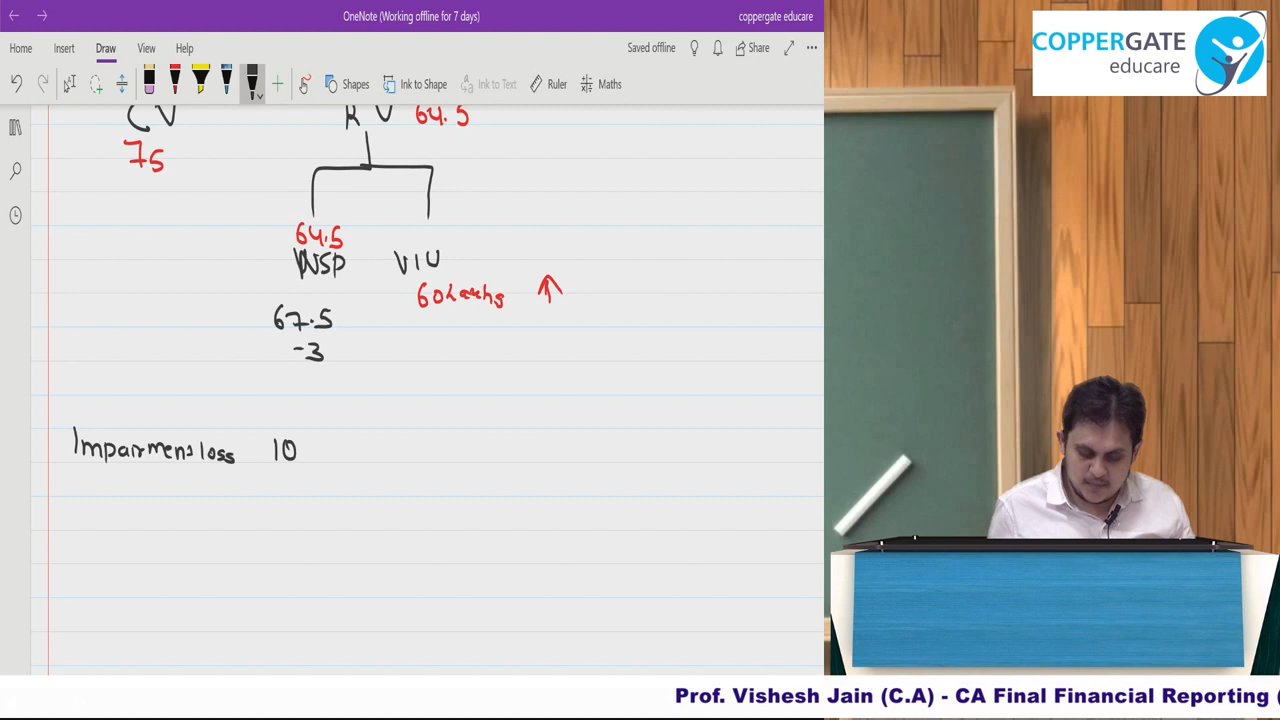 OneNote (Working offline for 7 days)
coppergate educare
Home Insert Draw View Help
Saved offline
Share
Shapes
Ink to Shape
Ink to Text
Ruler
Maths
COPPERGATE
educare
CV
RV 64.5
75
64.5
NSP VIU
60 Lakhs
67.5
-3
Impairment loss 10
Prof. Vishesh Jain (C.A) - CA Final Financial Reporting (